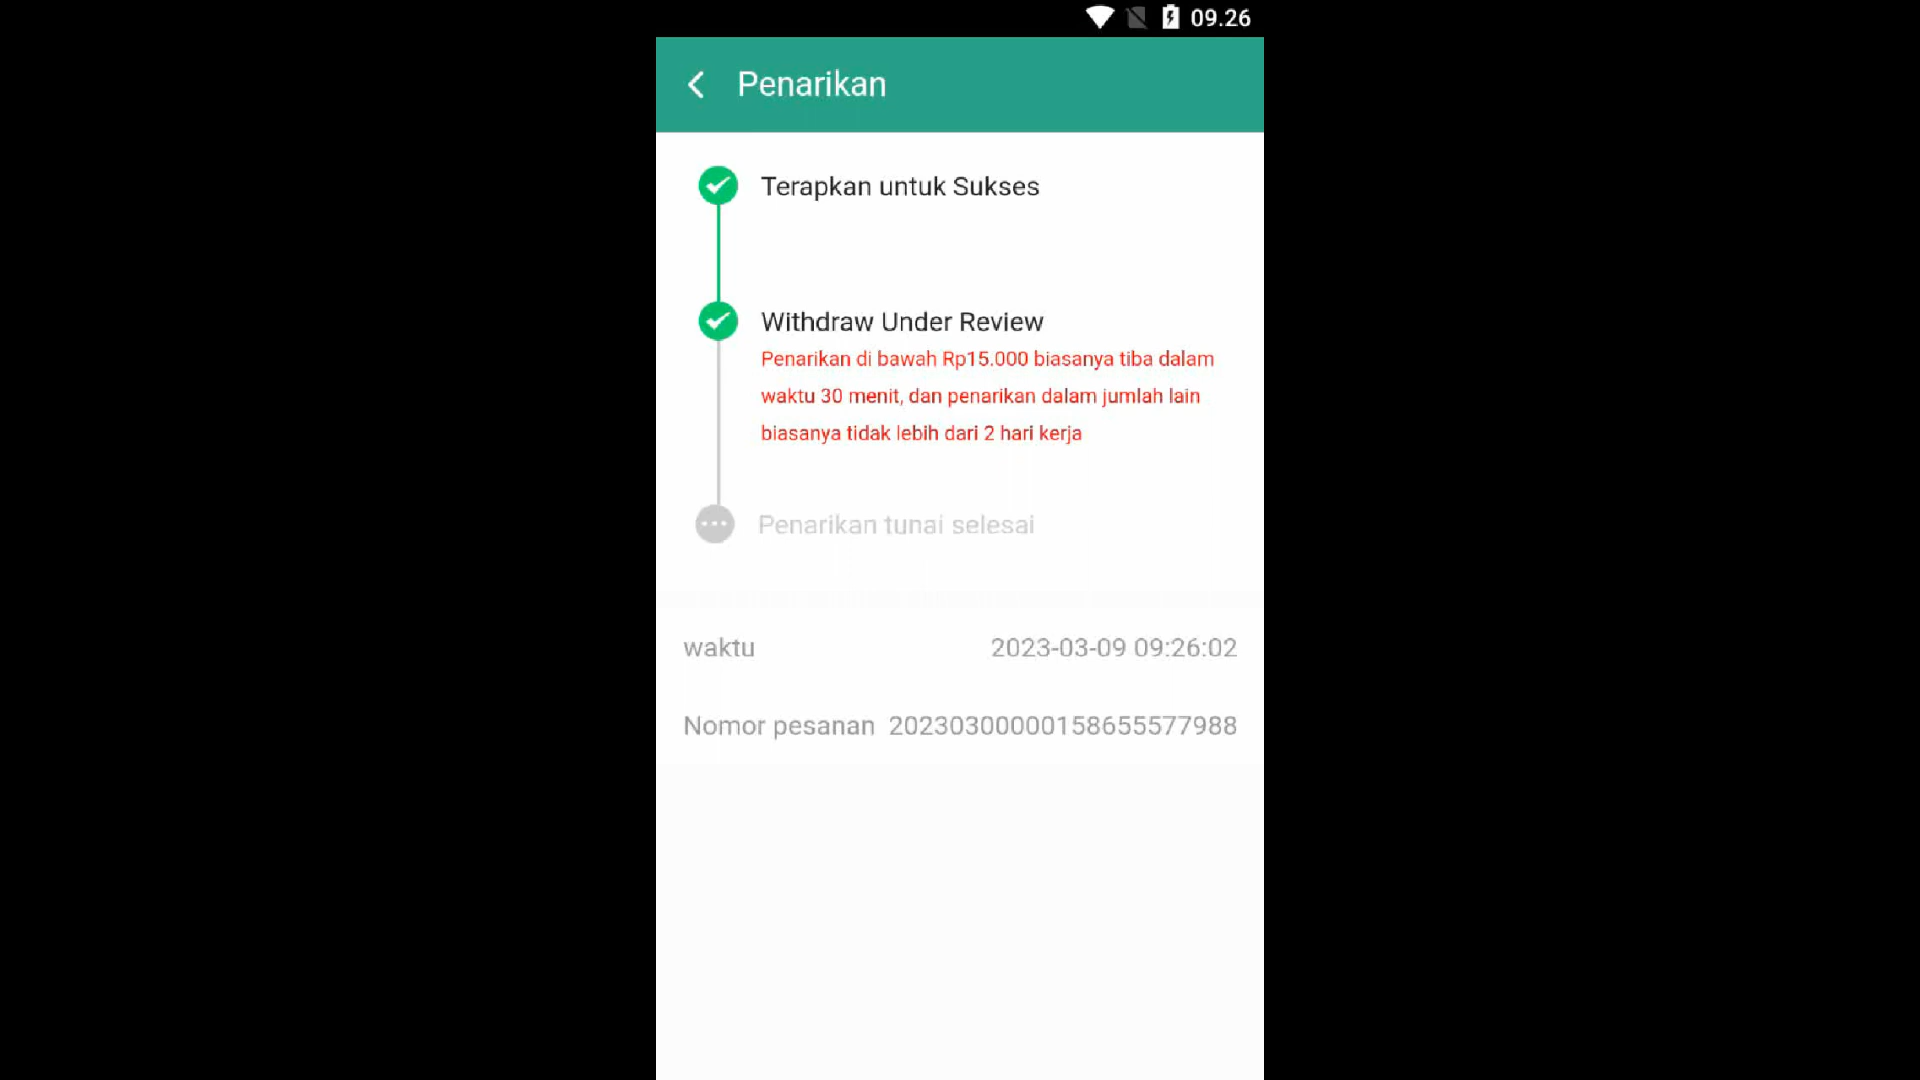 09.26
Penarikan
Terapkan untuk Sukses
Withdraw Under Review
Penarikan di bawah Rp15.000 biasanya tiba dalam
waktu 30 menit, dan penarikan dalam jumlah lain
biasanya tidak lebih dari 2 hari kerja
Penarikan tunai selesai
waktu 2023-03-09 09:26:02
Nomor pesanan 20230300000158655577988